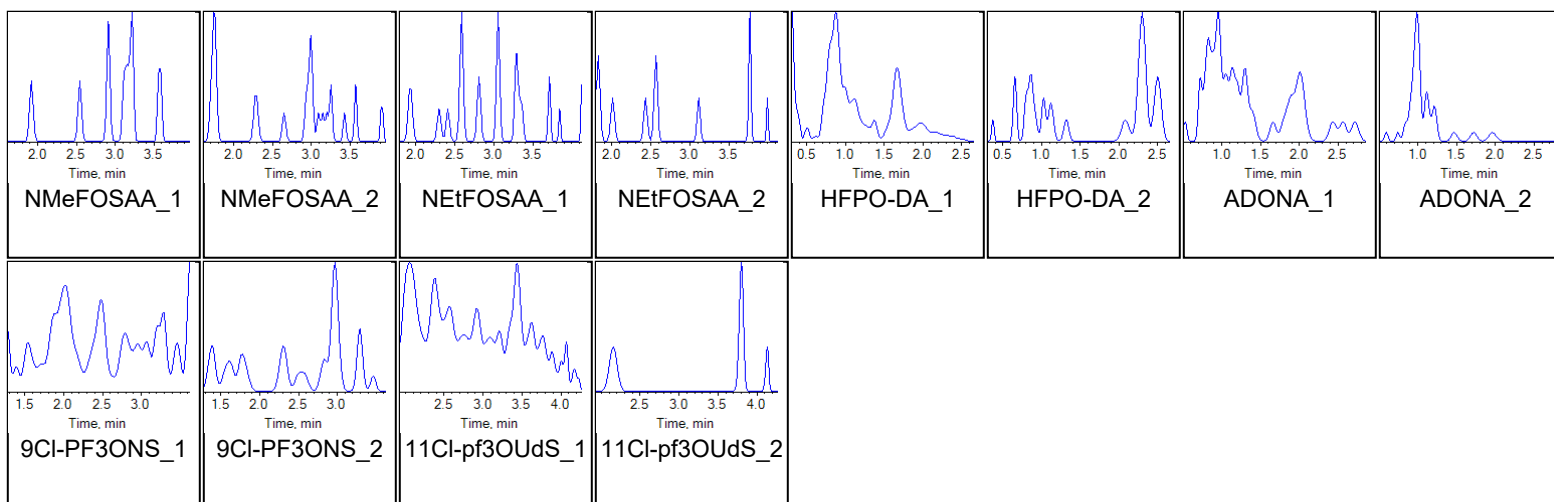 2.0 2.5 3.0 3.5
Time, min
NMeFOSAA_1
2.0 2.5 3.0 3.5
Time, min
NMeFOSAA_2
2.0 2.5 3.0 3.5
Time, min
NEtFOSAA_1
2.0 2.5 3.0 3.5
Time, min
NEtFOSAA_2
0.5 1.0 1.5 2.0 2.5
Time, min
HFPO-DA_1
0.5 1.0 1.5 2.0 2.5
Time, min
HFPO-DA_2
1.0 1.5 2.0 2.5
Time, min
ADONA_1
1.0 1.5 2.0 2.5
Time, min
ADONA_2
1.5 2.0 2.5 3.0
Time, min
9Cl-PF3ONS_1
1.5 2.0 2.5 3.0
Time, min
9Cl-PF3ONS_2
2.5 3.0 3.5 4.0
Time, min
11Cl-pf3OUdS_1
2.5 3.0 3.5 4.0
Time, min
11Cl-pf3OUdS_2